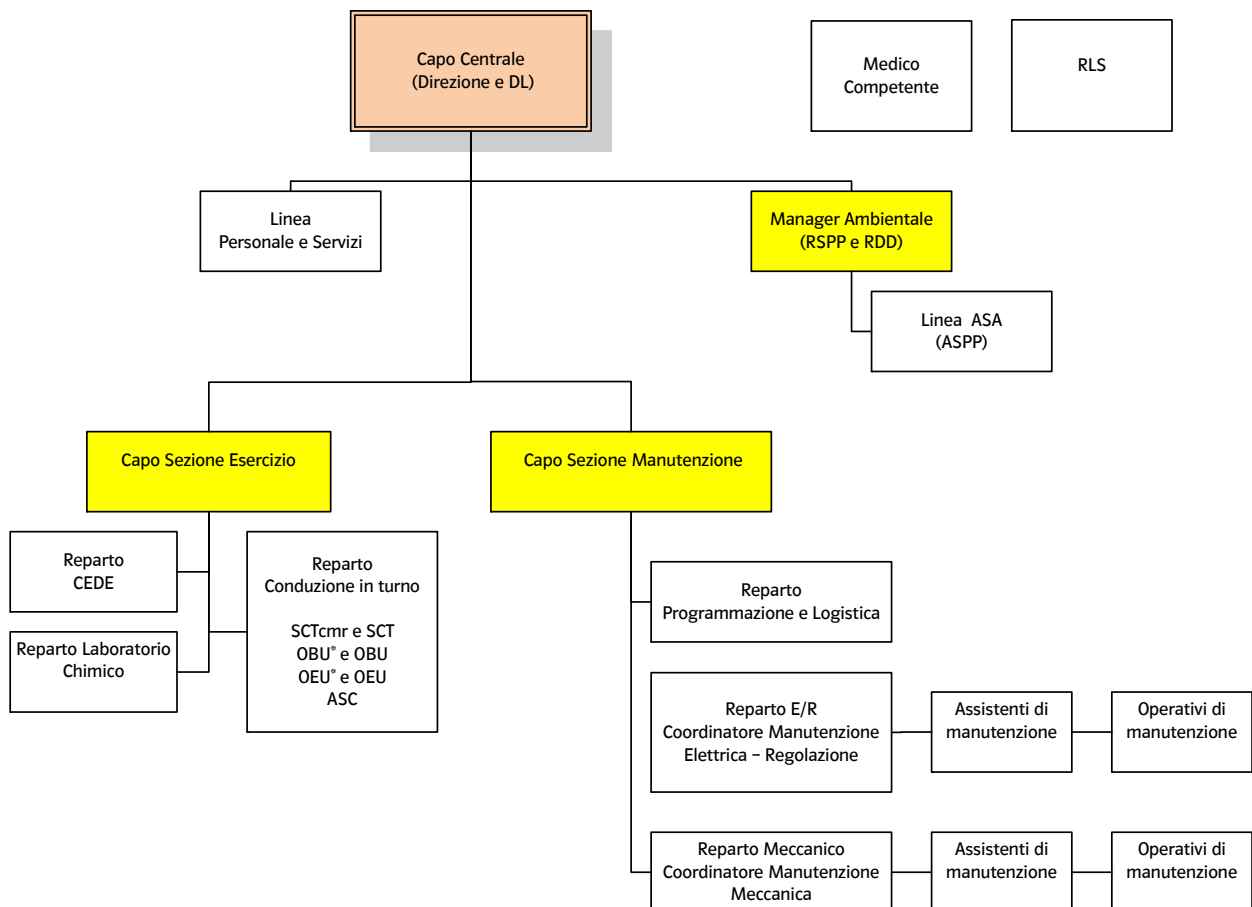 Capo Centrale
(Direzione e DL)
Medico
Competente
RLS
Linea
Personale e Servizi
Manager Ambientale
(RSPP e RDD)
Linea ASA
(ASPP)
Capo Sezione Esercizio
Capo Sezione Manutenzione
Reparto
CEDE
Reparto Laboratorio
Chimico
Reparto
Conduzione in turno
SCTcmr e SCT
OBU* e OBU
OEU* e OEU
ASC
Reparto
Programmazione e Logistica
Reparto E/R
Coordinatore Manutenzione
Elettrica – Regolazione
Assistenti di
manutenzione
Operativi di
manutenzione
Reparto Meccanico
Coordinatore Manutenzione
Meccanica
Assistenti di
manutenzione
Operativi di
manutenzione